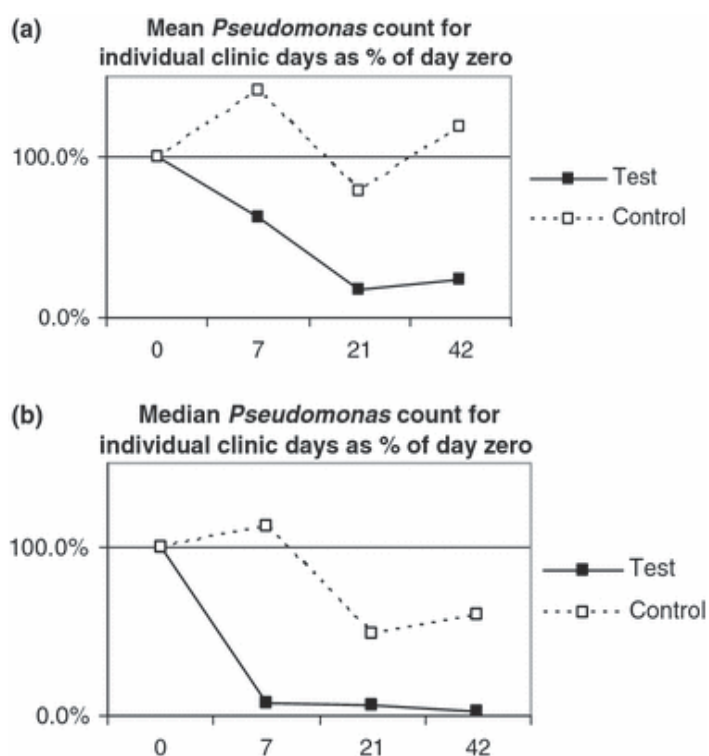 (a)
Mean Pseudomonas count for
individual clinic days as % of day zero
100.0%
0.0%
0 7 21 42
Test
Control
(b)
Median Pseudomonas count for
individual clinic days as % of day zero
100.0%
0.0%
0 7 21 42
Test
Control